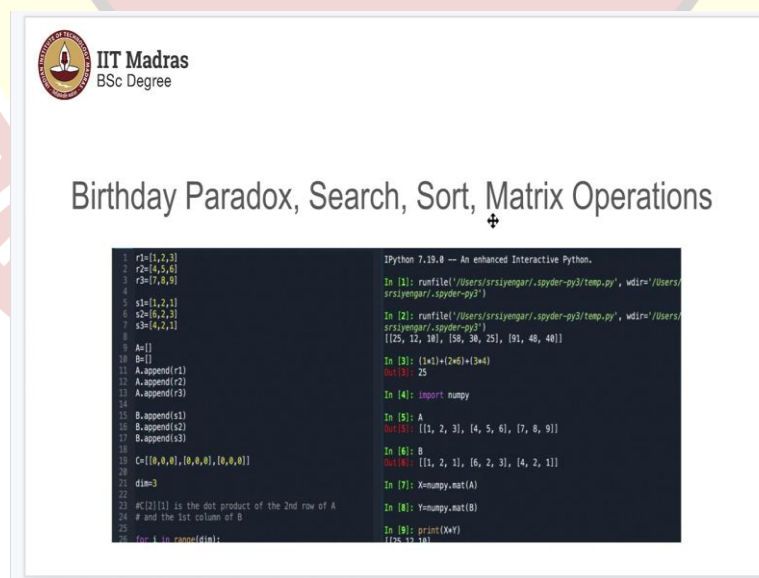 IIT Madras
BSc Degree
Birthday Paradox, Search, Sort, Matrix Operations
1 r1=[1,2,3]
2 r2=[4,5,6]
3 r3=[7,8,9]
4
5 s1=[1,2,1]
6 s2=[6,2,3]
7 s3=[4,2,1]
8
9 A=[]
10 B=[]
11 A.append(r1)
12 A.append(r2)
13 A.append(r3)
14
15 B.append(s1)
16 B.append(s2)
17 B.append(s3)
18
19 C=[[0,0,0],[0,0,0],[0,0,0]]
20
21 dim=3
22
23 #C[2][1] is the dot product of the 2nd row of A
24 # and the 1st column of B
25
26 for i in range(dim):
IPython 7.19.0 -- An enhanced Interactive Python.
In [1]: runfile('/Users/srsiyengar/.spyder-py3/temp.py', wdir='/Users/
srsiyengar/.spyder-py3')
In [2]: runfile('/Users/srsiyengar/.spyder-py3/temp.py', wdir='/Users/
srsiyengar/.spyder-py3')
[[25, 12, 10], [58, 30, 25], [91, 48, 40]]
In [3]: (1*1)+(2*6)+(3*4)
Out[3]: 25
In [4]: import numpy
In [5]: A
Out[5]: [[1, 2, 3], [4, 5, 6], [7, 8, 9]]
In [6]: B
Out[6]: [[1, 2, 1], [6, 2, 3], [4, 2, 1]]
In [7]: X=numpy.mat(A)
In [8]: Y=numpy.mat(B)
In [9]: print(X*Y)
[[25 12 10]